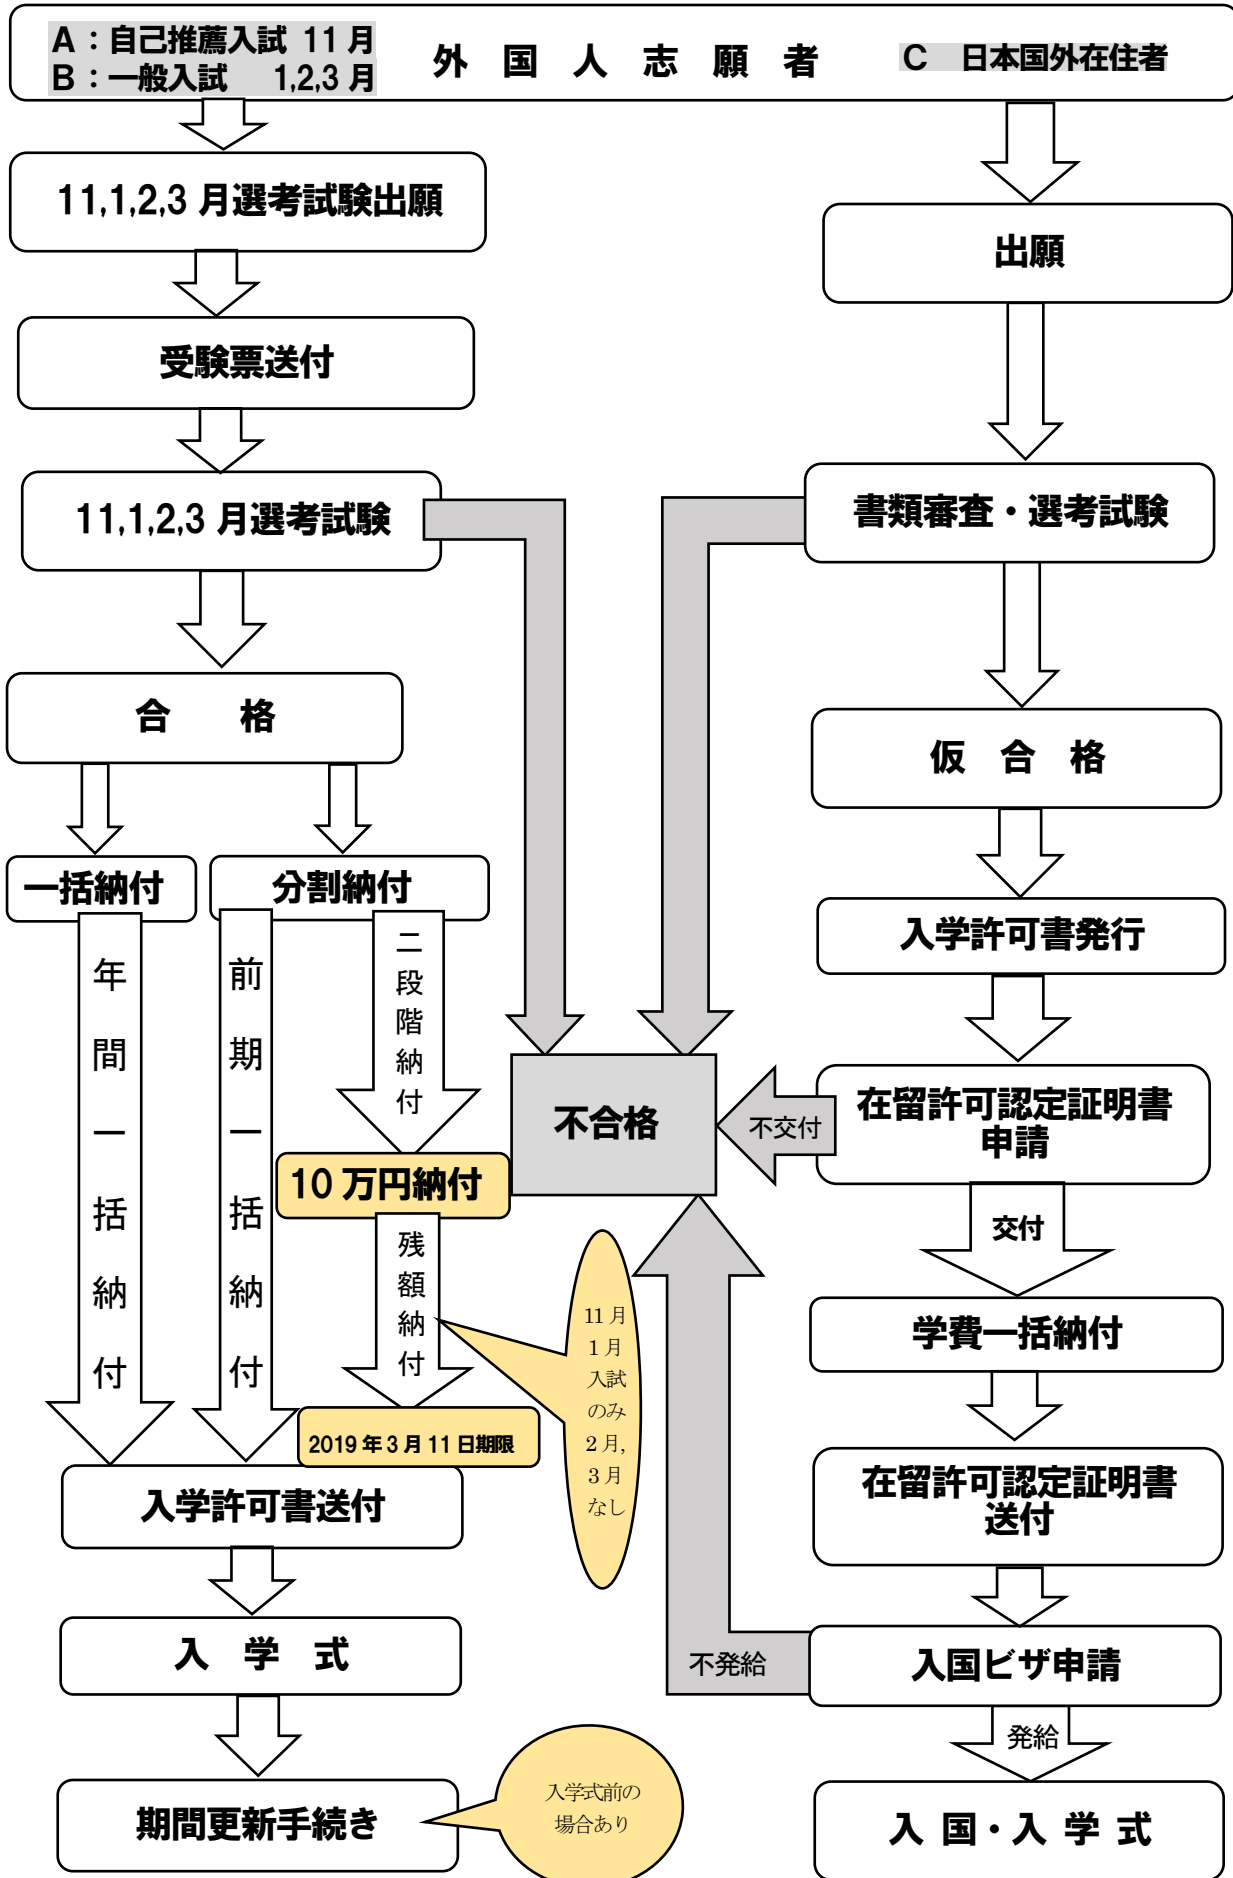 A：自己推薦入試 11月
B：一般入試 1,2,3月
外国人志願者
C 日本国外在住者
11,1,2,3月選考試験出願
受験票送付
11,1,2,3月選考試験
合 格
一括納付
分割納付
年間一括納付
前期一括納付
二段階納付
10万円納付
残額納付
11月
1月
入試
のみ
2月,
3月
なし
2019年3月11日期限
入学許可書送付
入 学 式
期間更新手続き
入学式前の
場合あり
不合格
出願
書類審査・選考試験
仮 合 格
入学許可書発行
在留許可認定証明書
申請
不交付
交付
学費一括納付
在留許可認定証明書
送付
入国ビザ申請
不発給
発給
入 国・入 学 式